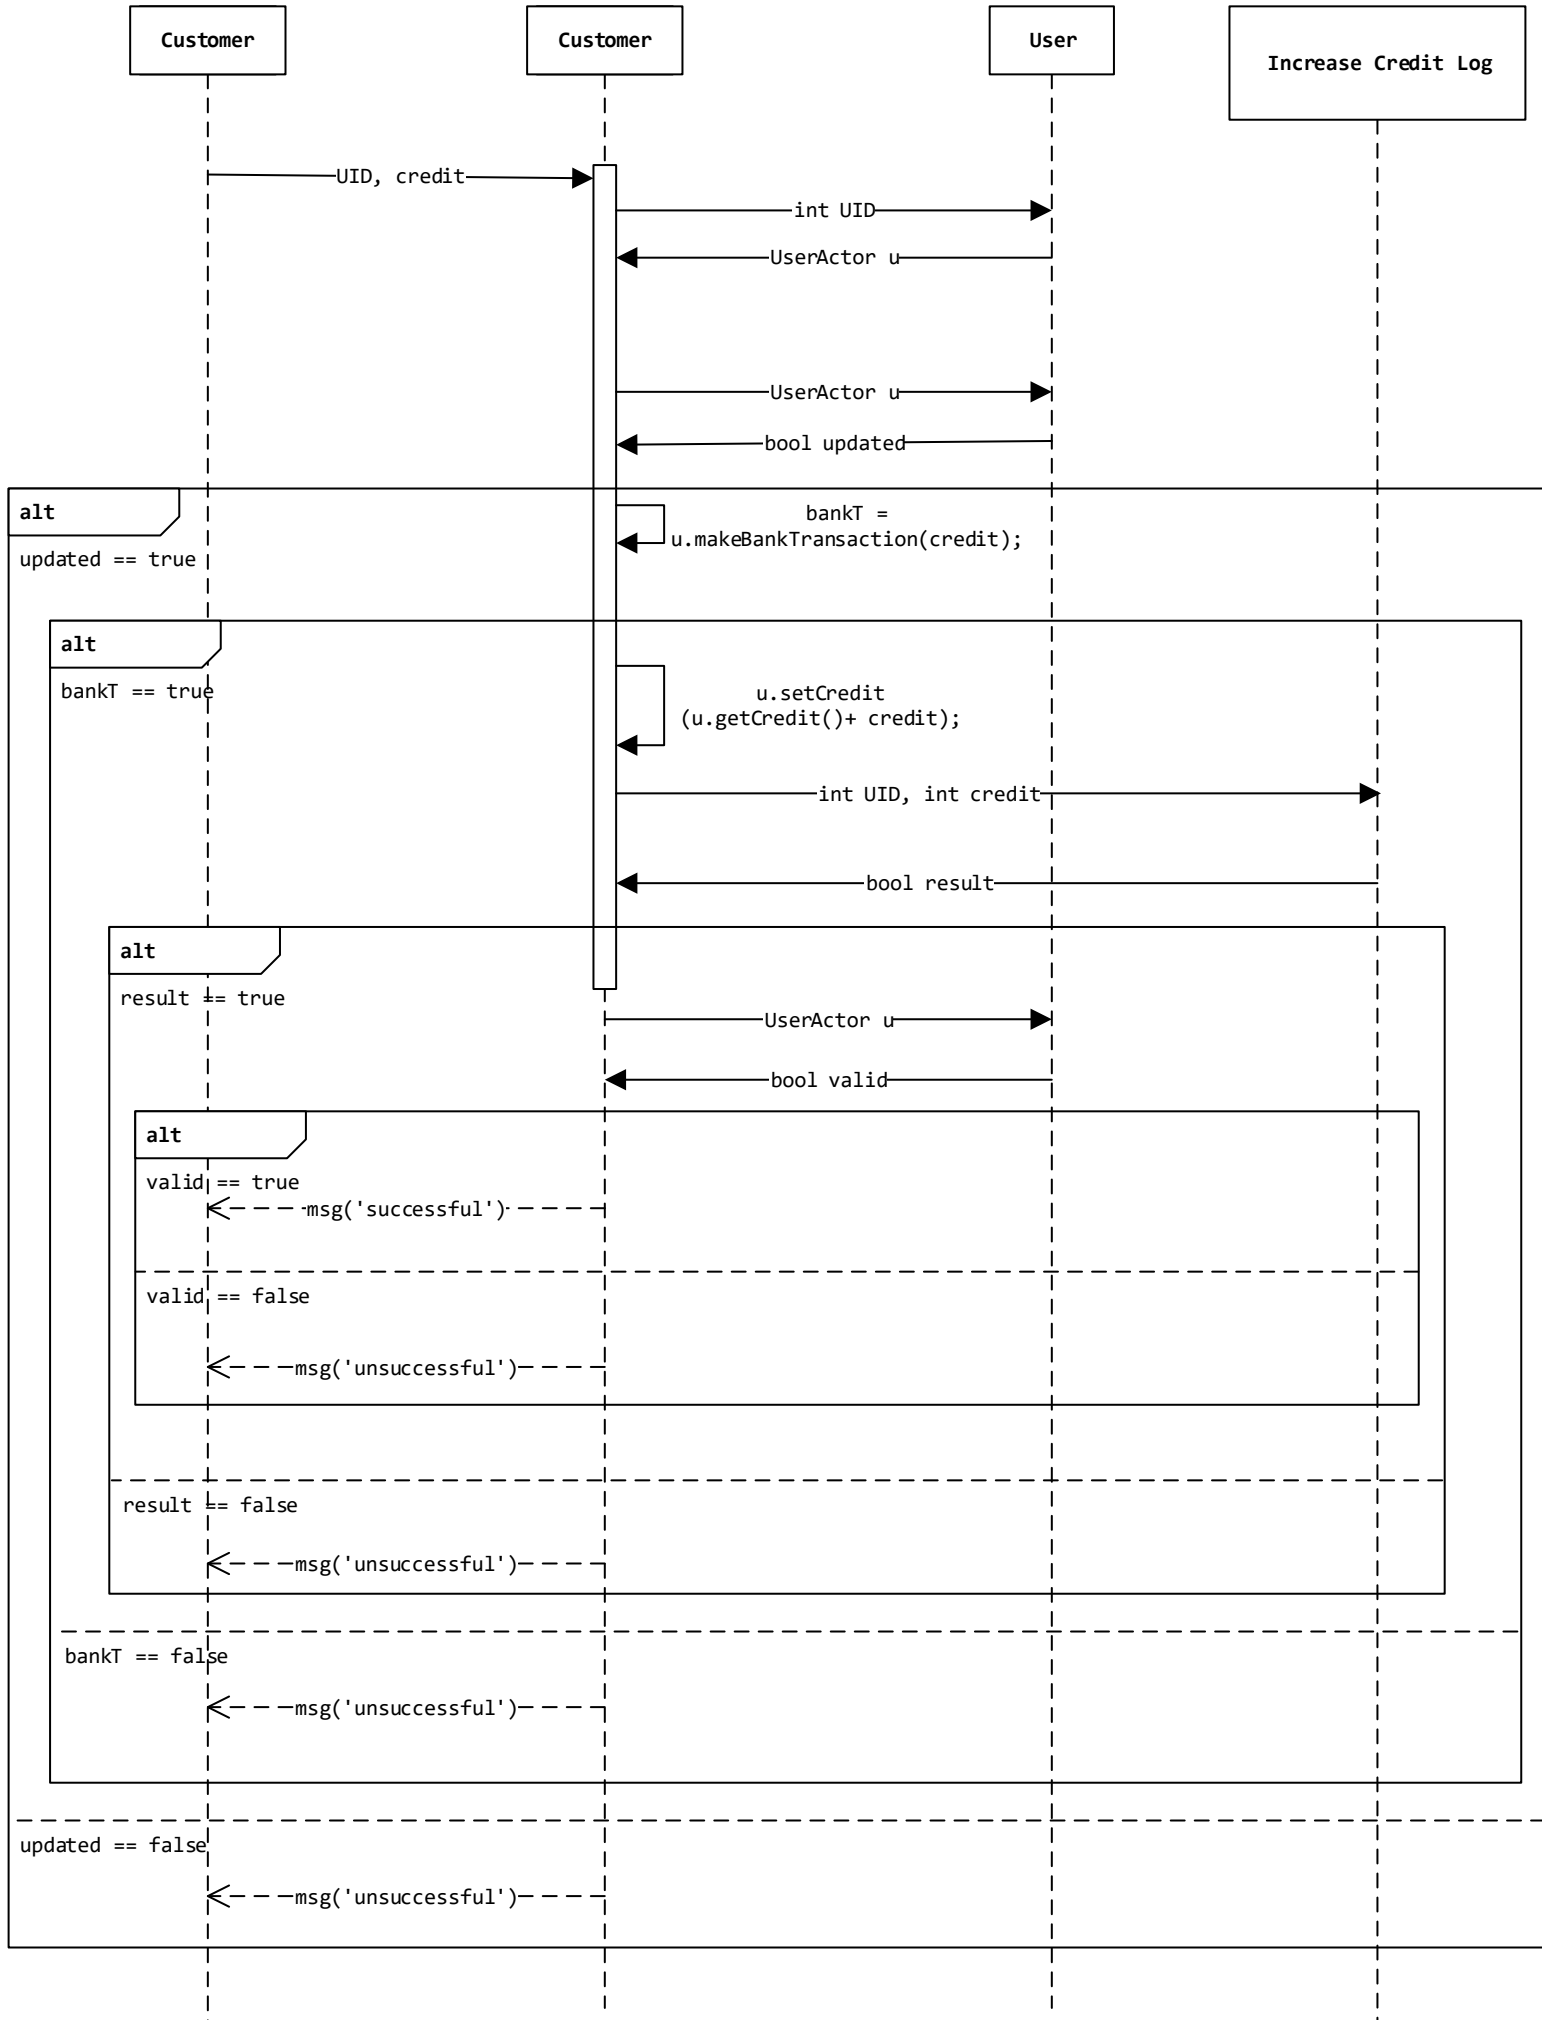 Customer
Customer
User
Increase Credit Log
UID, credit
int UID
UserActor u
UserActor u
bool updated
alt
bankT =
u.makeBankTransaction(credit);
updated == true
alt
bankT == true
u.setCredit
(u.getCredit()+ credit);
int UID, int credit
bool result
alt
result == true
UserActor u
bool valid
alt
valid == true
msg('successful')
valid == false
msg('unsuccessful')
result == false
msg('unsuccessful')
bankT == false
msg('unsuccessful')
updated == false
msg('unsuccessful')